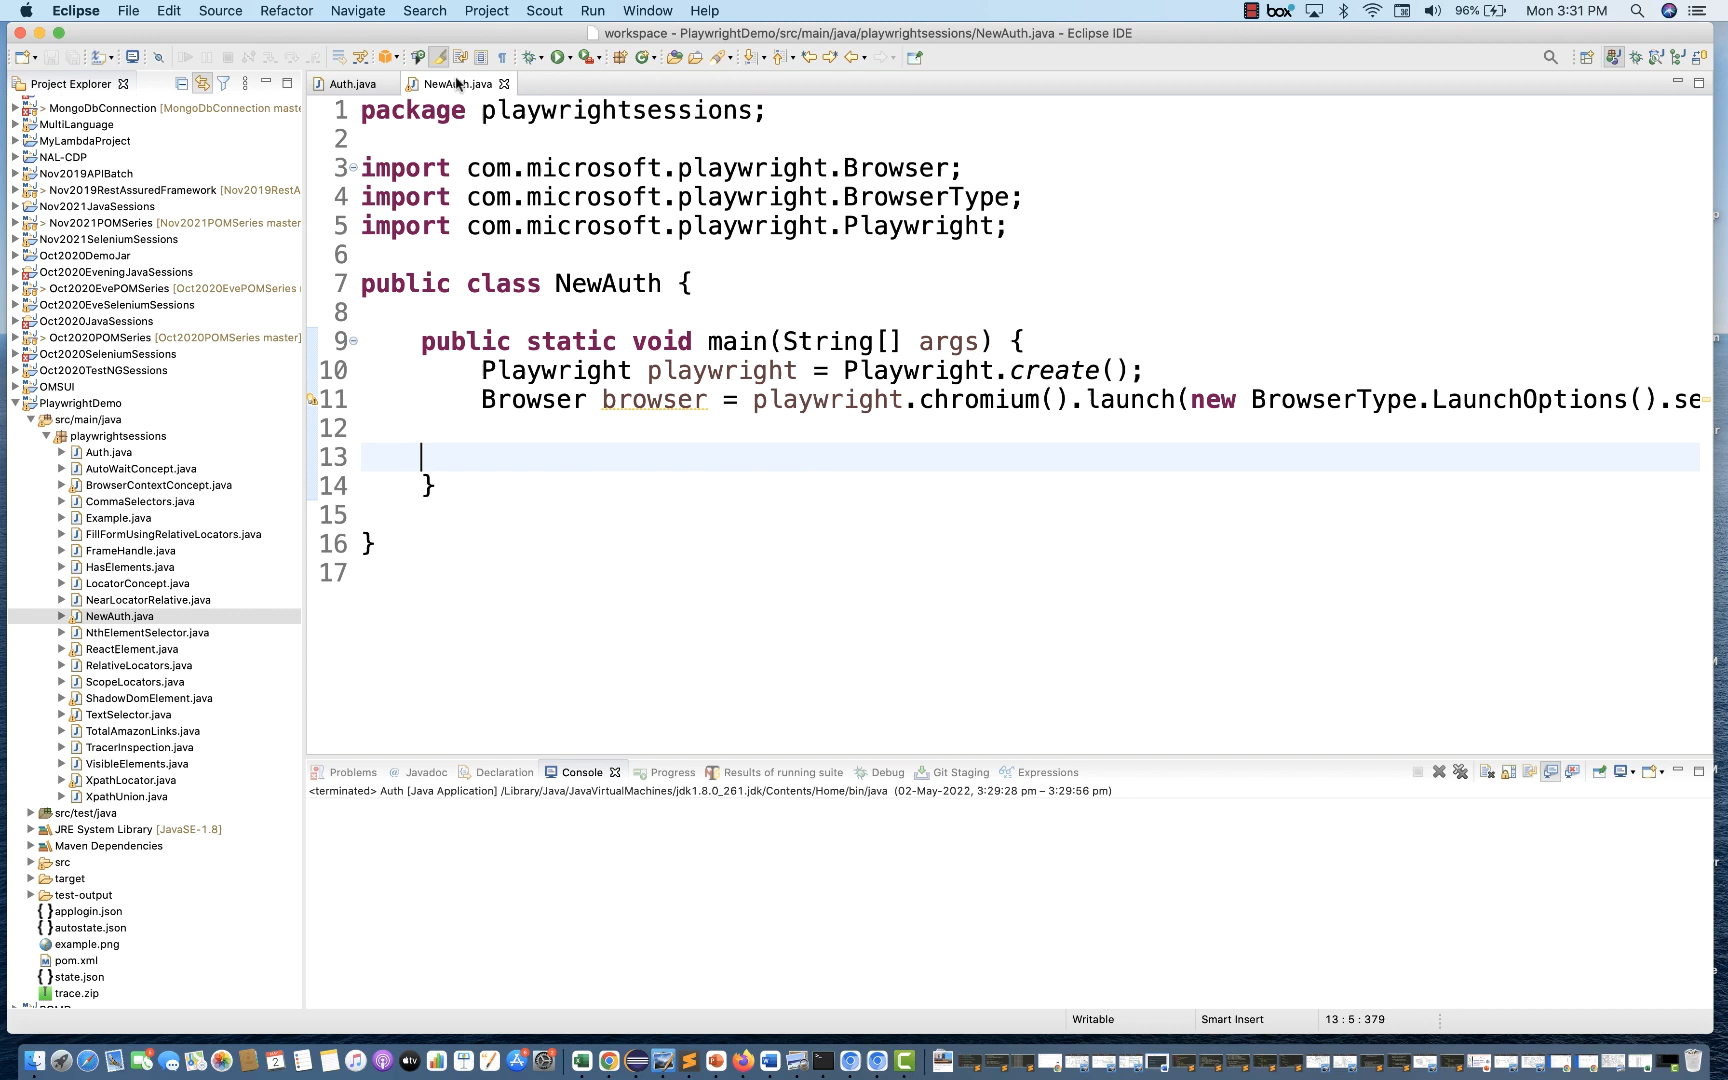 Eclipse File Edit Source Refactor Navigate Search Project Scout Run Window Help box 96% Mon 3:31 PM
workspace - PlaywrightDemo/src/main/java/playwrightsessions/NewAuth.java - Eclipse IDE
Project Explorer
Auth.java NewAuth.java
> MongoDbConnection [MongoDbConnection maste
MultiLanguage
MyLambdaProject
NAL-CDP
Nov2019APIBatch
> Nov2019RestAssuredFramework [Nov2019RestA
Nov2021JavaSessions
> Nov2021POMSeries [Nov2021POMSeries master
Nov2021SeleniumSessions
Oct2020DemoJar
Oct2020EveningJavaSessions
> Oct2020EvePOMSeries [Oct2020EvePOMSeries
Oct2020EveSeleniumSessions
Oct2020JavaSessions
> Oct2020POMSeries [Oct2020POMSeries master]
Oct2020SeleniumSessions
Oct2020TestNGSessions
OMSUI
PlaywrightDemo
src/main/java
playwrightsessions
Auth.java
AutoWaitConcept.java
BrowserContextConcept.java
CommaSelectors.java
Example.java
FillFormUsingRelativeLocators.java
FrameHandle.java
HasElements.java
LocatorConcept.java
NearLocatorRelative.java
NewAuth.java
NthElementSelector.java
ReactElement.java
RelativeLocators.java
ScopeLocators.java
ShadowDomElement.java
TextSelector.java
TotalAmazonLinks.java
TracerInspection.java
VisibleElements.java
XpathLocator.java
XpathUnion.java
src/test/java
JRE System Library [JavaSE-1.8]
Maven Dependencies
src
target
test-output
applogin.json
autostate.json
example.png
pom.xml
state.json
trace.zip
1 package playwrightsessions;
2
3 import com.microsoft.playwright.Browser;
4 import com.microsoft.playwright.BrowserType;
5 import com.microsoft.playwright.Playwright;
6
7 public class NewAuth {
8
9 public static void main(String[] args) {
10 Playwright playwright = Playwright.create();
11 Browser browser = playwright.chromium().launch(new BrowserType.LaunchOptions().se
12
13
14 }
15
16 }
17
Problems @ Javadoc Declaration Console Progress Results of running suite Debug Git Staging Expressions
<terminated> Auth [Java Application] /Library/Java/JavaVirtualMachines/jdk1.8.0_261.jdk/Contents/Home/bin/java (02-May-2022, 3:29:28 pm – 3:29:56 pm)
Writable Smart Insert 13 : 5 : 379